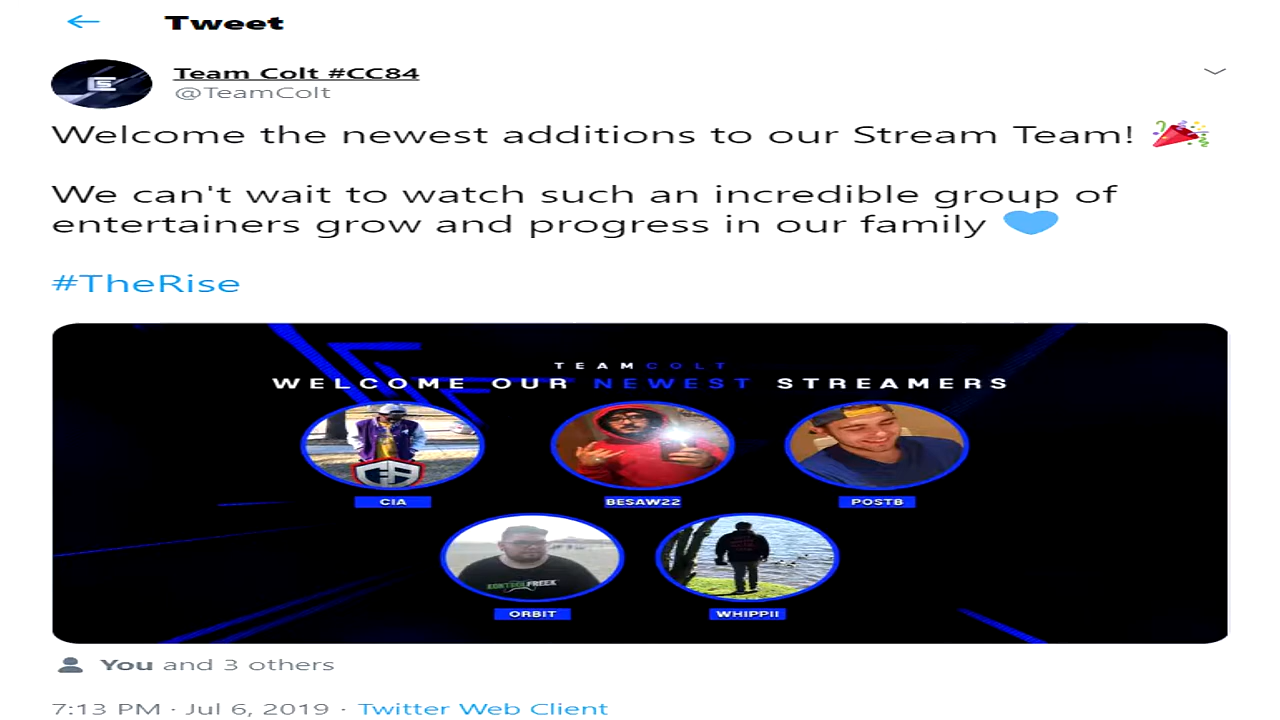 Tweet
Team Colt #CC84
@TeamColt
Welcome the newest additions to our Stream Team! 🎉
We can't wait to watch such an incredible group of
entertainers grow and progress in our family 💙
#TheRise
TEAMCOLT
WELCOME OUR NEWEST STREAMERS
CIA
BESAW22
POSTB
KONTROLFREEK
ORBIT
WHIPPII
You and 3 others
7:13 PM · Jul 6, 2019 · Twitter Web Client